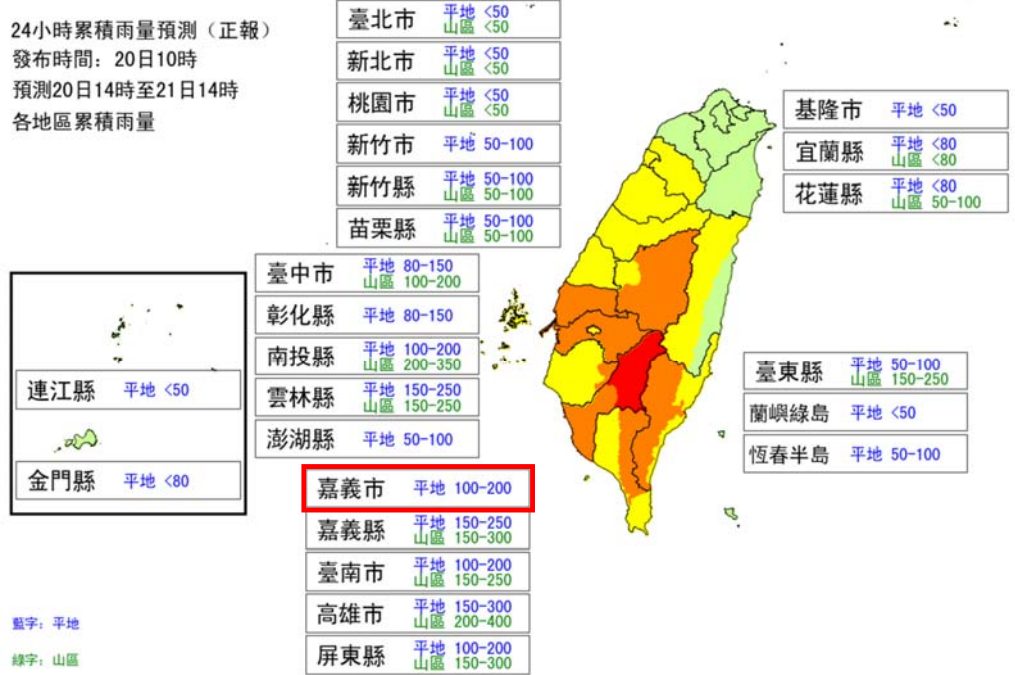 24小時累積雨量預測（正報）
發布時間：20日10時
預測20日14時至21日14時
各地區累積雨量
臺北市 平地 <50
山區 <50
新北市 平地 <50
山區 <50
桃園市 平地 <50
山區 <50
新竹市 平地 50-100
新竹縣 平地 50-100
山區 50-100
苗栗縣 平地 50-100
山區 50-100
臺中市 平地 80-150
山區 100-200
彰化縣 平地 80-150
南投縣 平地 100-200
山區 200-350
雲林縣 平地 150-250
山區 150-250
澎湖縣 平地 50-100
嘉義市 平地 100-200
嘉義縣 平地 150-250
山區 150-300
臺南市 平地 100-200
山區 150-250
高雄市 平地 150-300
山區 200-400
屏東縣 平地 100-200
山區 150-300
基隆市 平地 <50
宜蘭縣 平地 <80
山區 <80
花蓮縣 平地 <80
山區 50-100
臺東縣 平地 50-100
山區 150-250
蘭嶼綠島 平地 <50
恆春半島 平地 50-100
連江縣 平地 <50
金門縣 平地 <80
藍字：平地
綠字：山區